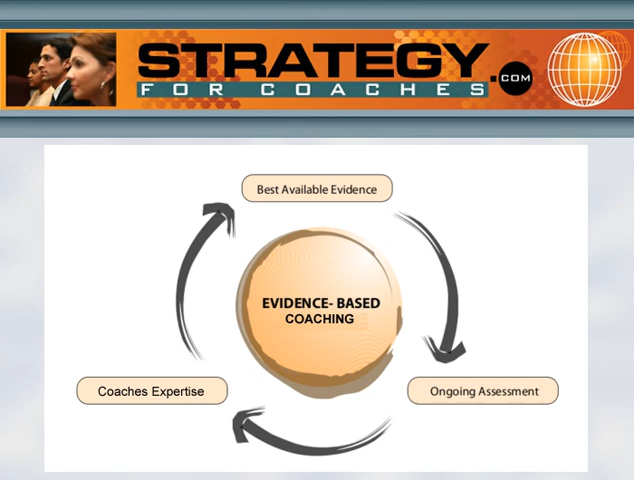 STRATEGY.COM
FOR COACHES
Best Available Evidence
EVIDENCE- BASED
COACHING
Coaches Expertise
Ongoing Assessment